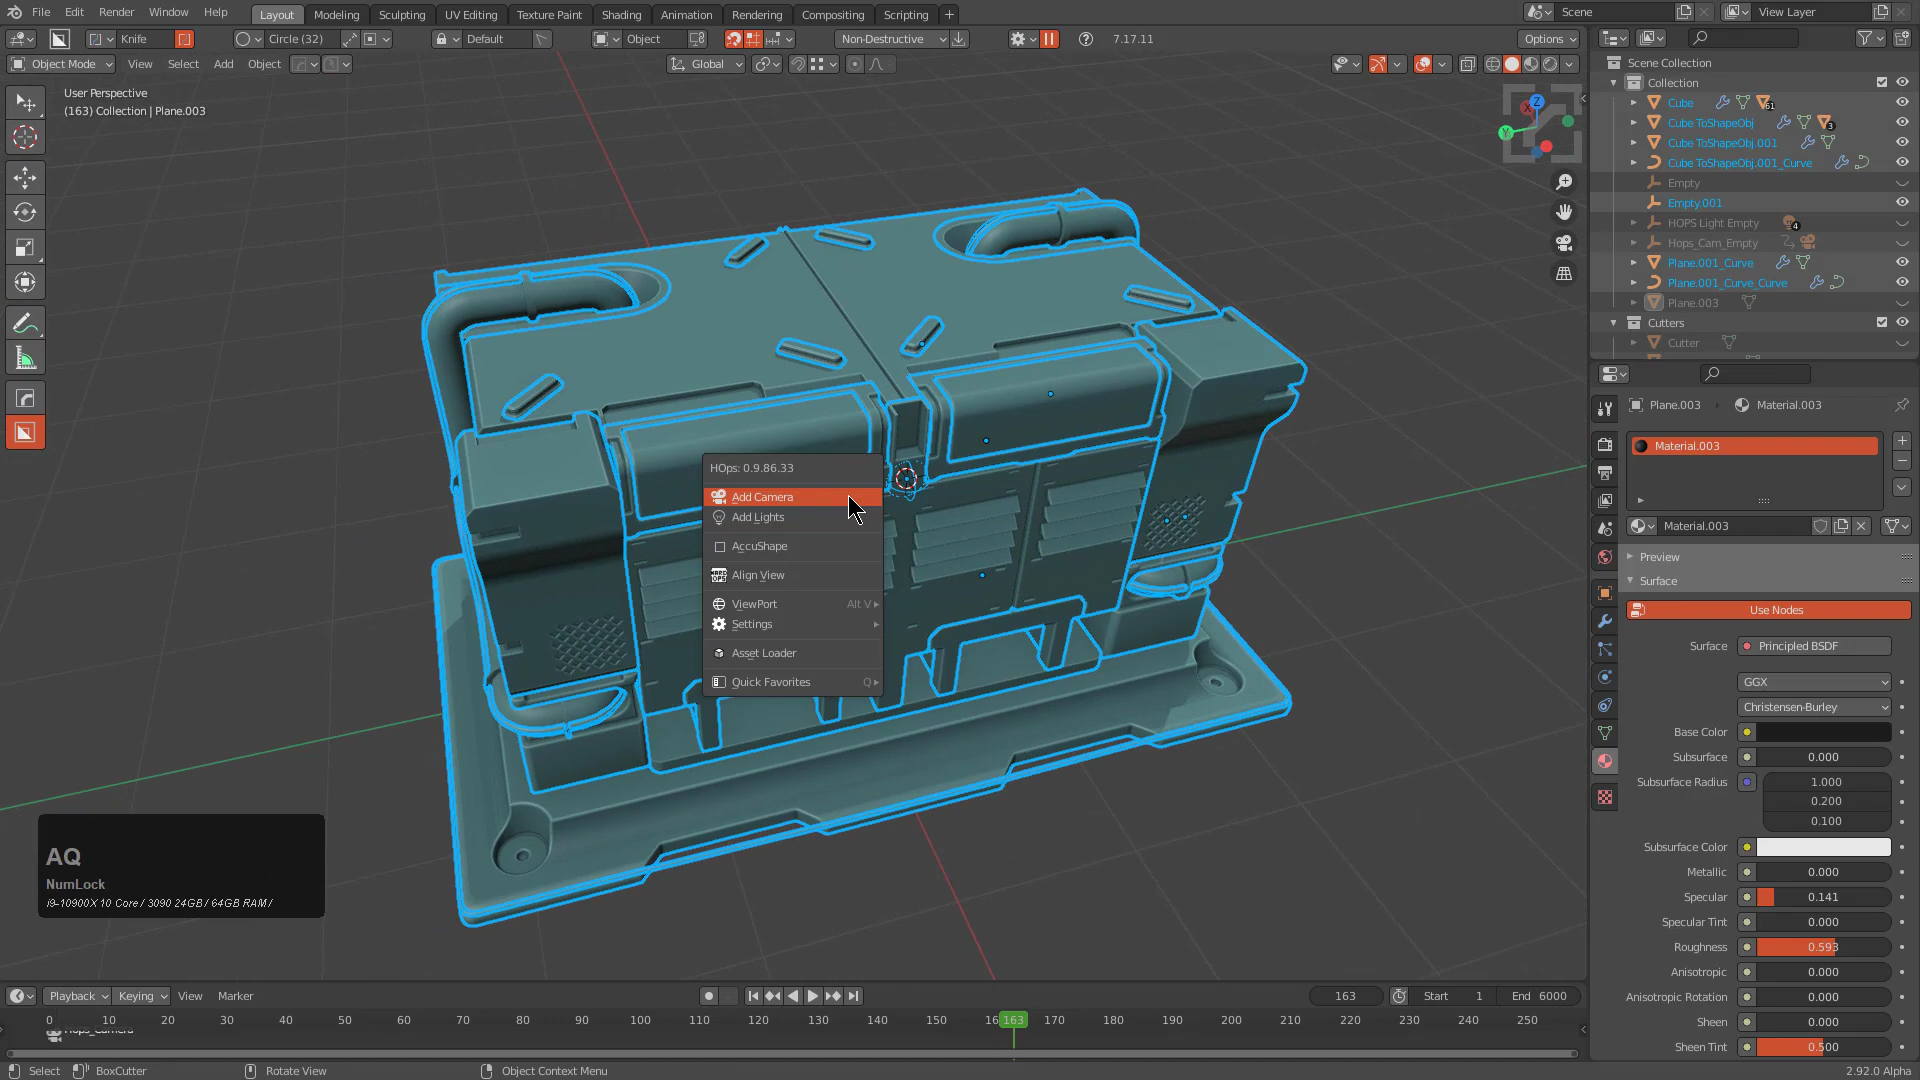 File Edit Render Window Help
Layout Modeling Sculpting UV Editing Texture Paint Shading Animation Rendering Compositing Scripting +
Scene
View Layer
Knife Circle (32) Default Object Non-Destructive 7.17.11 Options
Object Mode View Select Add Object Global
User Perspective
(163) Collection | Plane.003
Z
X
Y
Scene Collection
Collection
Cube 61
Cube ToShapeObj 3
Cube ToShapeObj.001
Cube ToShapeObj.001_Curve
Empty
Empty.001
HOPS Light Empty 4
Hops_Cam_Empty
Plane.001_Curve
Plane.001_Curve_Curve
Plane.003
Cutters
Cutter
Plane.003 Material.003
Material.003
Material.003
Preview
Surface
Use Nodes
Surface Principled BSDF
GGX
Christensen-Burley
Base Color
Subsurface 0.000
Subsurface Radius 1.000
0.200
0.100
Subsurface Color
Metallic 0.000
Specular 0.141
Specular Tint 0.000
Roughness 0.593
Anisotropic 0.000
Anisotropic Rotation 0.000
Sheen 0.000
Sheen Tint 0.500
HOps: 0.9.86.33
Add Camera
Add Lights
AccuShape
Align View
ViewPort Alt V
Settings
Asset Loader
Quick Favorites Q
AQ
NumLock
i9-10900X 10 Core / 3090 24GB / 64GB RAM /
Playback Keying View Marker 163 Start 1 End 6000
0 10 20 30 40 50 60 70 80 90 100 110 120 130 140 150 16 163 170 180 190 200 210 220 230 240 250
Hops_Camera
Select BoxCutter Rotate View Object Context Menu 2.92.0 Alpha